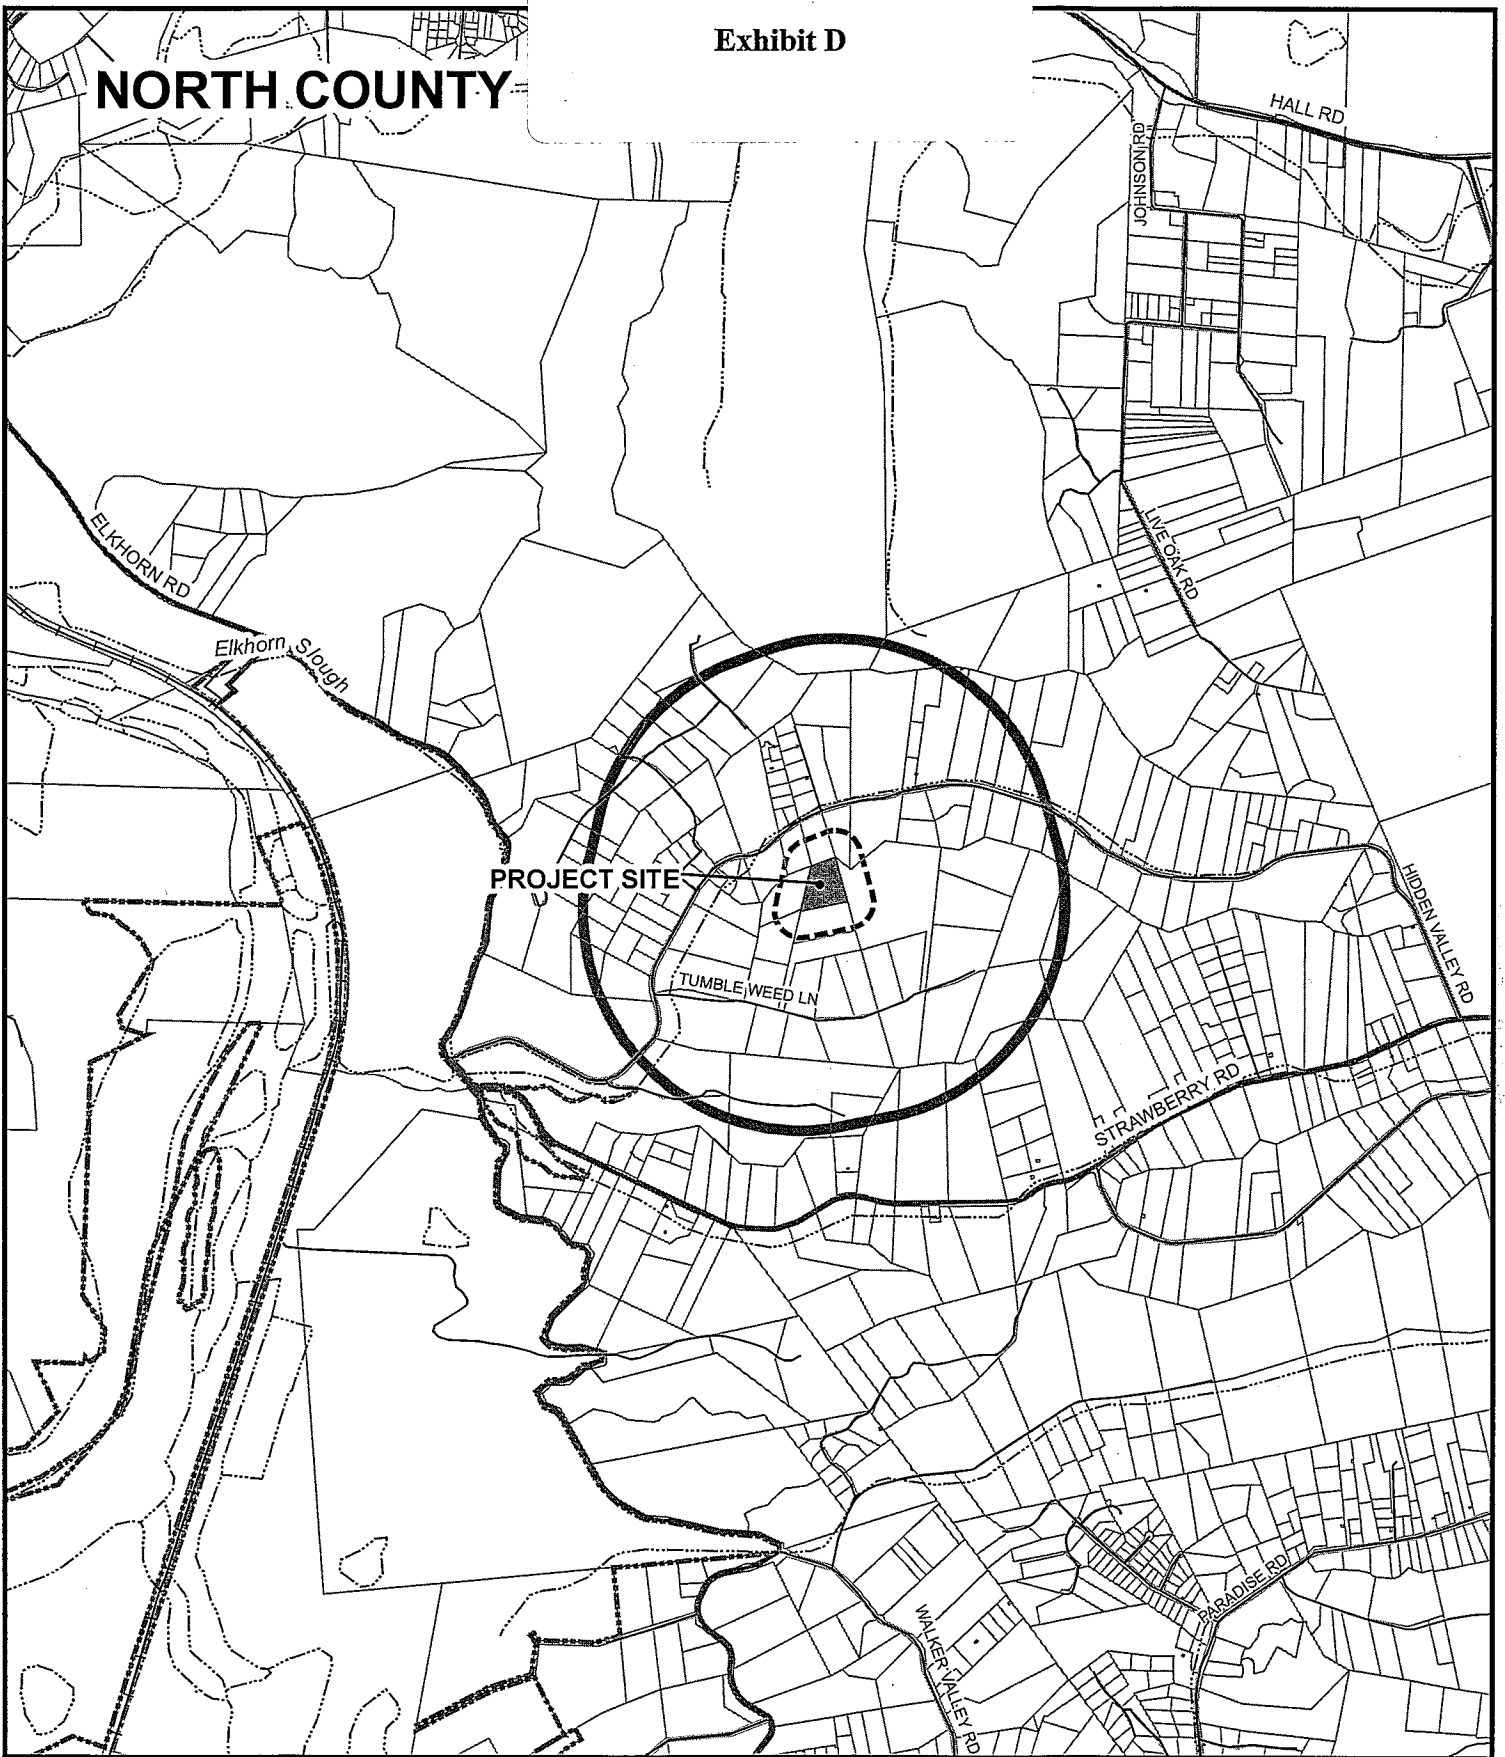 Exhibit D
NORTH COUNTY
HALL RD
JOHNSON RD
ELKHORN RD
LIVE OAK RD
Elkhorn Slough
PROJECT SITE
HIDDEN VALLEY RD
TUMBLE WEED LN
STRAWBERRY RD
PARADISE RD
WALKER VALLEY RD